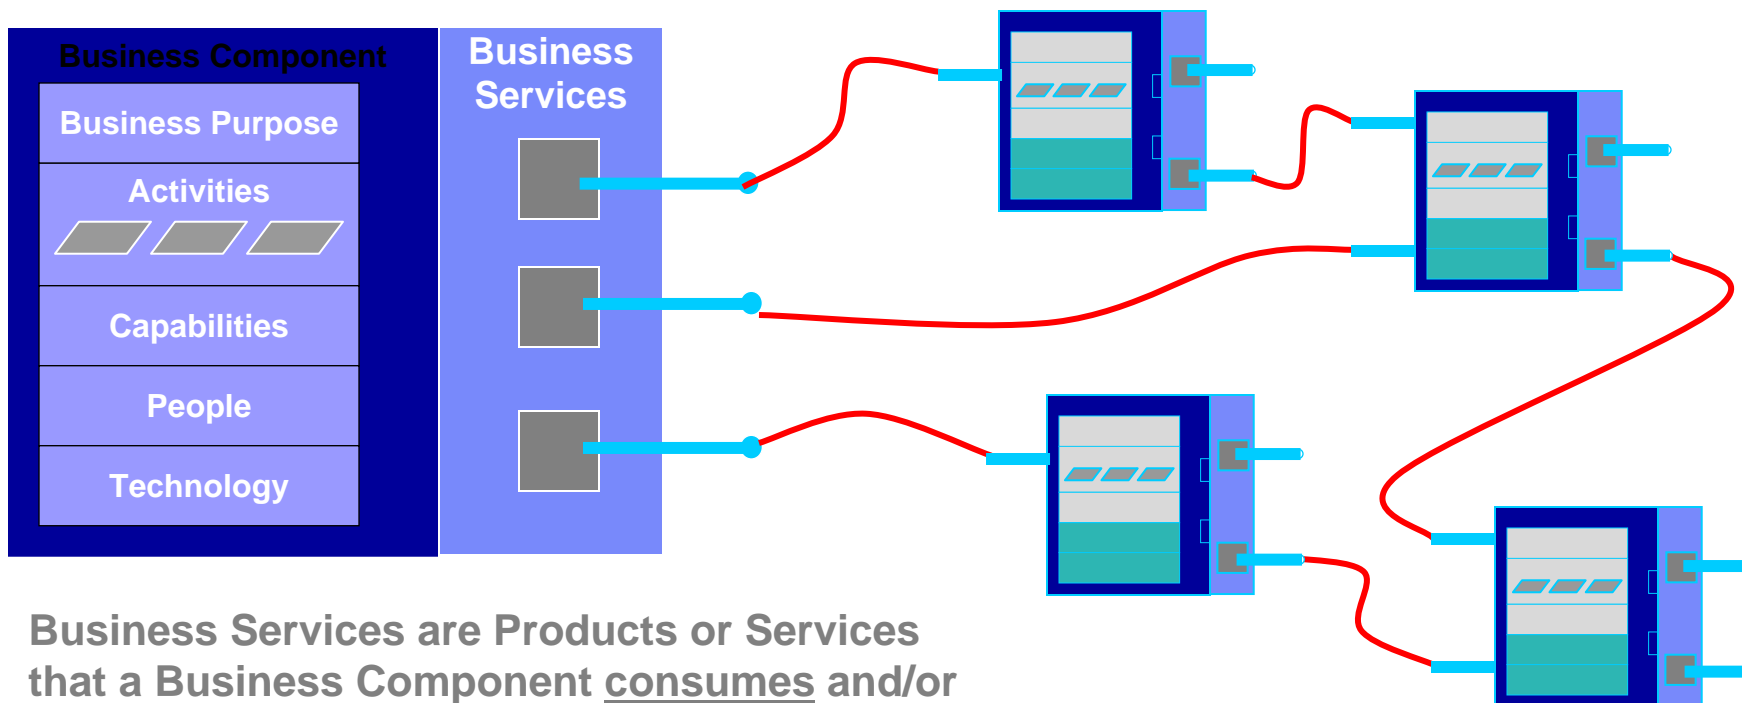 Business Component
Business Purpose
Activities
Capabilities
People
Technology
Business
Services
Business Services are Products or Services
that a Business Component consumes and/or